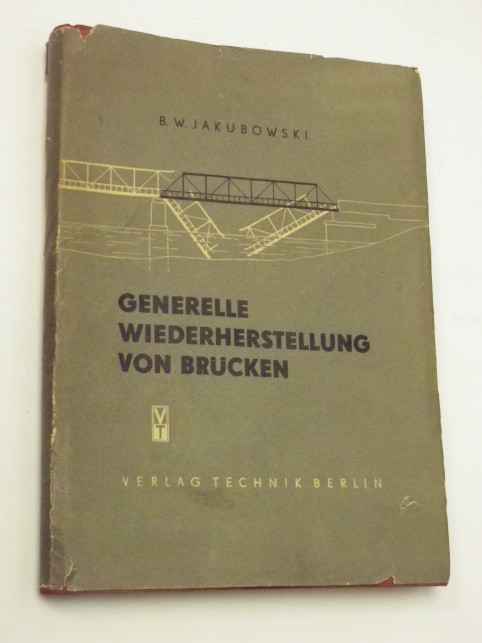 B. W. JAKUBOWSKI
GENERELLE
WIEDERHERSTELLUNG
VON BRÜCKEN
VT
VERLAG TECHNIK BERLIN